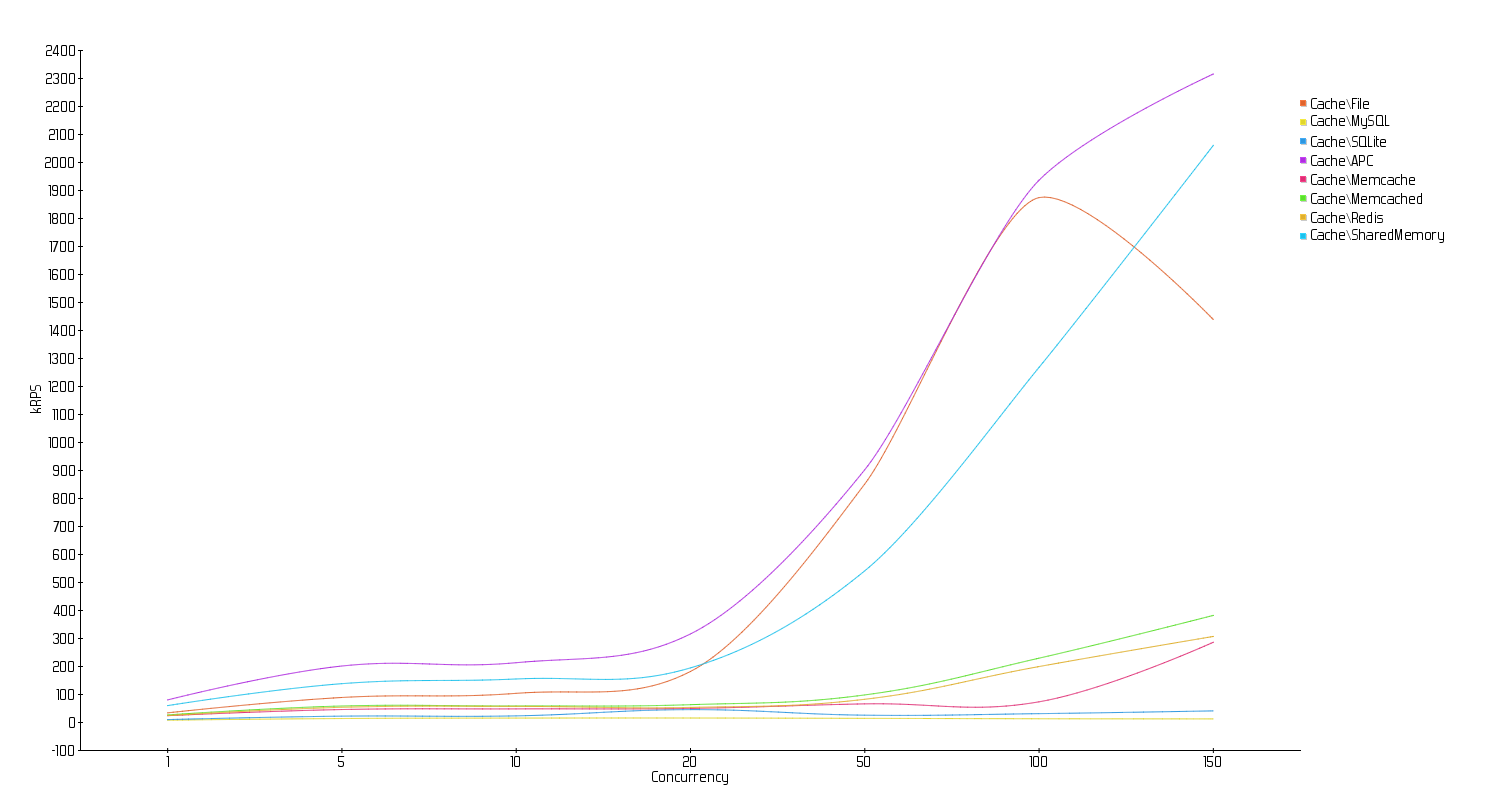 2400
2300
2200
2100
2000
1900
1800
1700
1600
1500
1400
1300
1200
1100
1000
900
800
700
600
500
400
300
200
100
0
-100
kRPS
1 5 10 20 50 100 150
Concurrency
Cache\File
Cache\MySQL
Cache\SQLite
Cache\APC
Cache\Memcache
Cache\Memcached
Cache\Redis
Cache\SharedMemory